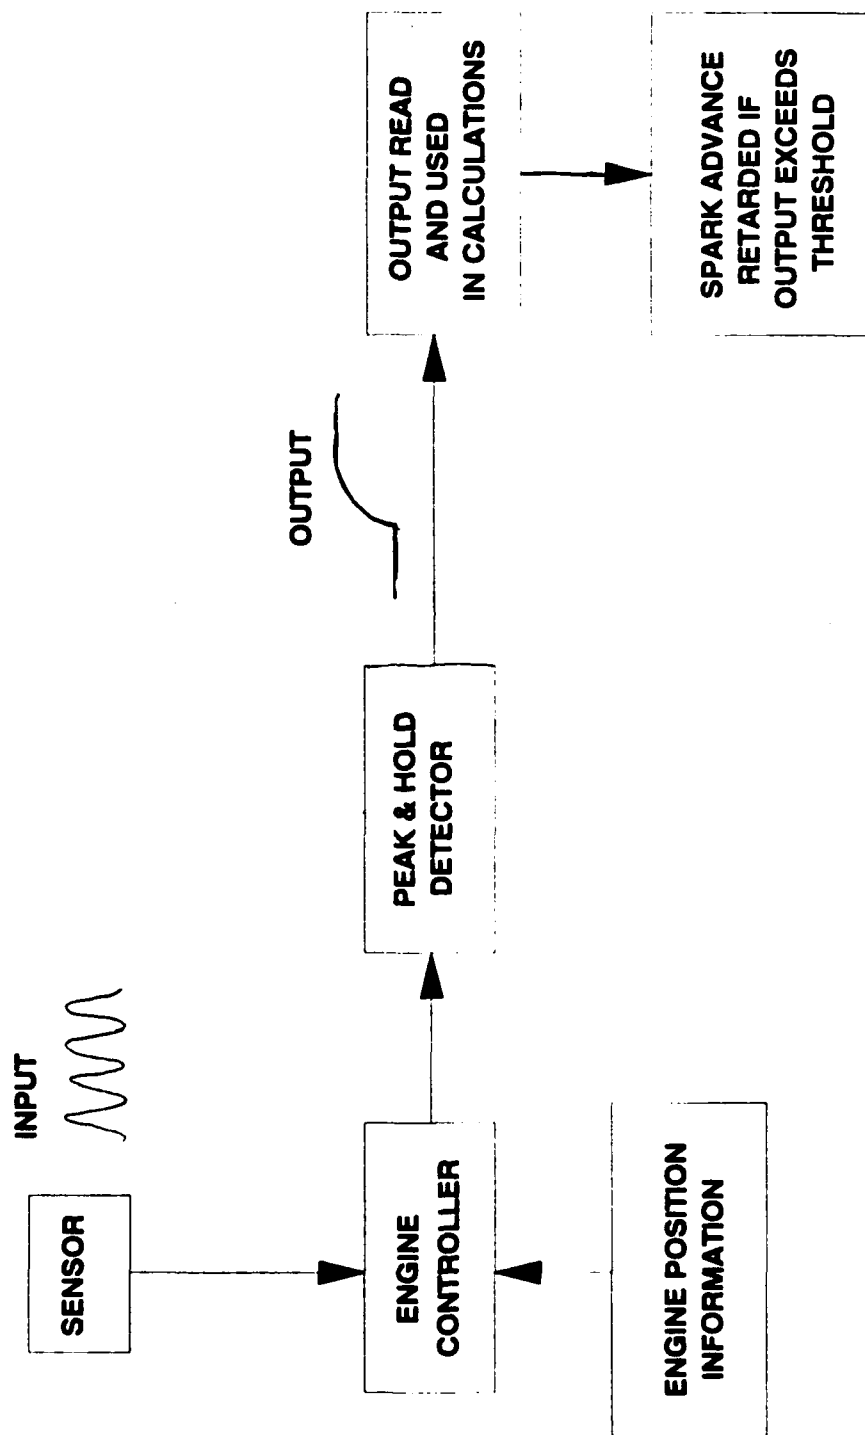 INPUT
SENSOR
ENGINE
CONTROLLER
ENGINE POSITION
INFORMATION
PEAK & HOLD
DETECTOR
OUTPUT
OUTPUT READ
AND USED
IN CALCULATIONS
SPARK ADVANCE
RETARDED IF
OUTPUT EXCEEDS
THRESHOLD